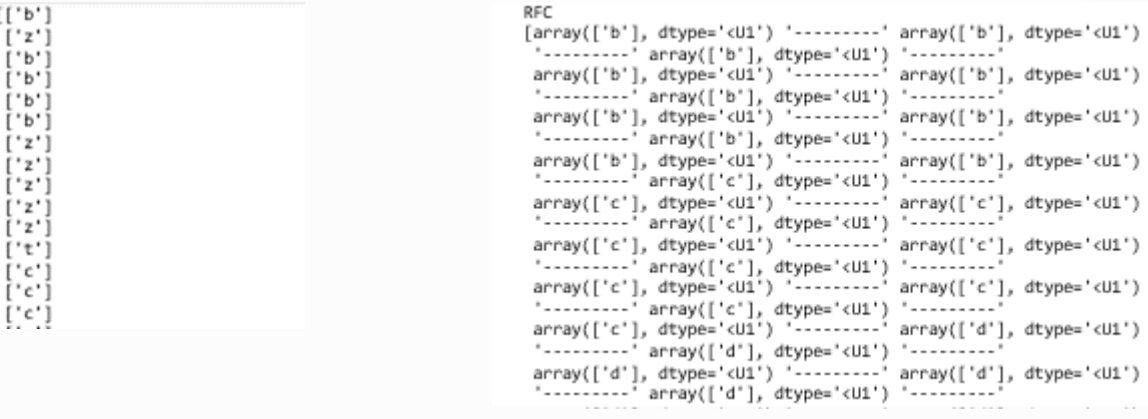 [['b']
['z']
['b']
['b']
['b']
['b']
['z']
['z']
['z']
['z']
['z']
['t']
['c']
['c']
['c']
RFC
[array(['b'], dtype='<U1') '---------' array(['b'], dtype='<U1')
'---------' array(['b'], dtype='<U1') '---------'
array(['b'], dtype='<U1') '---------' array(['b'], dtype='<U1')
'---------' array(['b'], dtype='<U1') '---------'
array(['b'], dtype='<U1') '---------' array(['b'], dtype='<U1')
'---------' array(['b'], dtype='<U1') '---------'
array(['b'], dtype='<U1') '---------' array(['b'], dtype='<U1')
'---------' array(['c'], dtype='<U1') '---------'
array(['c'], dtype='<U1') '---------' array(['c'], dtype='<U1')
'---------' array(['c'], dtype='<U1') '---------'
array(['c'], dtype='<U1') '---------' array(['c'], dtype='<U1')
'---------' array(['c'], dtype='<U1') '---------'
array(['c'], dtype='<U1') '---------' array(['c'], dtype='<U1')
'---------' array(['c'], dtype='<U1') '---------'
array(['c'], dtype='<U1') '---------' array(['d'], dtype='<U1')
'---------' array(['d'], dtype='<U1') '---------'
array(['d'], dtype='<U1') '---------' array(['d'], dtype='<U1')
'---------' array(['d'], dtype='<U1') '---------'